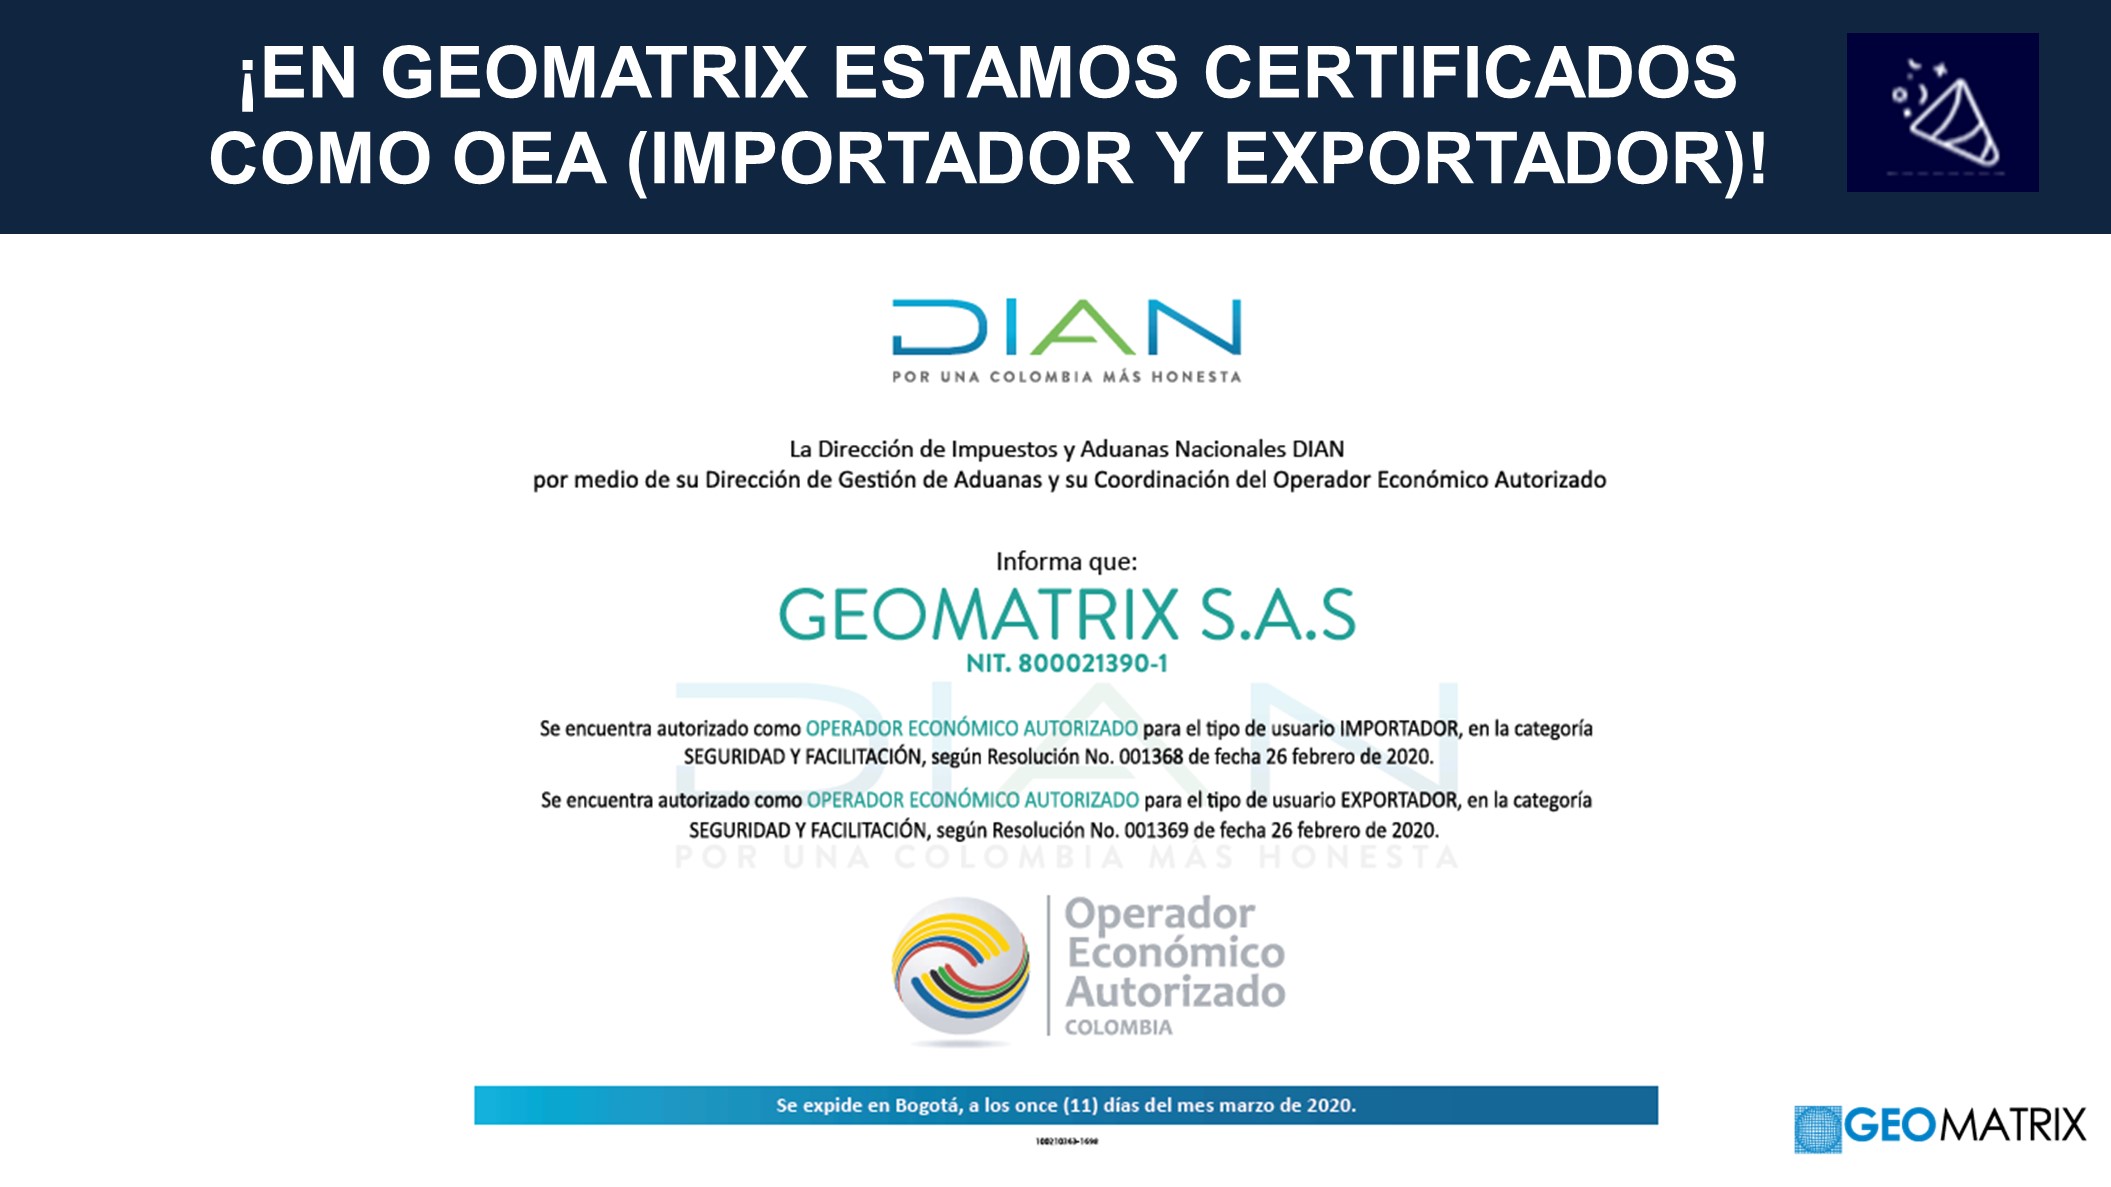 ¡EN GEOMATRIX ESTAMOS CERTIFICADOS
COMO OEA (IMPORTADOR Y EXPORTADOR)!
DIAN
POR UNA COLOMBIA MÁS HONESTA
La Dirección de Impuestos y Aduanas Nacionales DIAN
por medio de su Dirección de Gestión de Aduanas y su Coordinación del Operador Económico Autorizado
Informa que:
GEOMATRIX S.A.S
NIT. 800021390-1
DIAN
Se encuentra autorizado como OPERADOR ECONÓMICO AUTORIZADO para el tipo de usuario IMPORTADOR, en la categoría
SEGURIDAD Y FACILITACIÓN, según Resolución No. 001368 de fecha 26 febrero de 2020.
Se encuentra autorizado como OPERADOR ECONÓMICO AUTORIZADO para el tipo de usuario EXPORTADOR, en la categoría
SEGURIDAD Y FACILITACIÓN, según Resolución No. 001369 de fecha 26 febrero de 2020.
POR UNA COLOMBIA MÁS HONESTA
Operador
Económico
Autorizado
COLOMBIA
Se expide en Bogotá, a los once (11) días del mes marzo de 2020.
GEOMATRIX